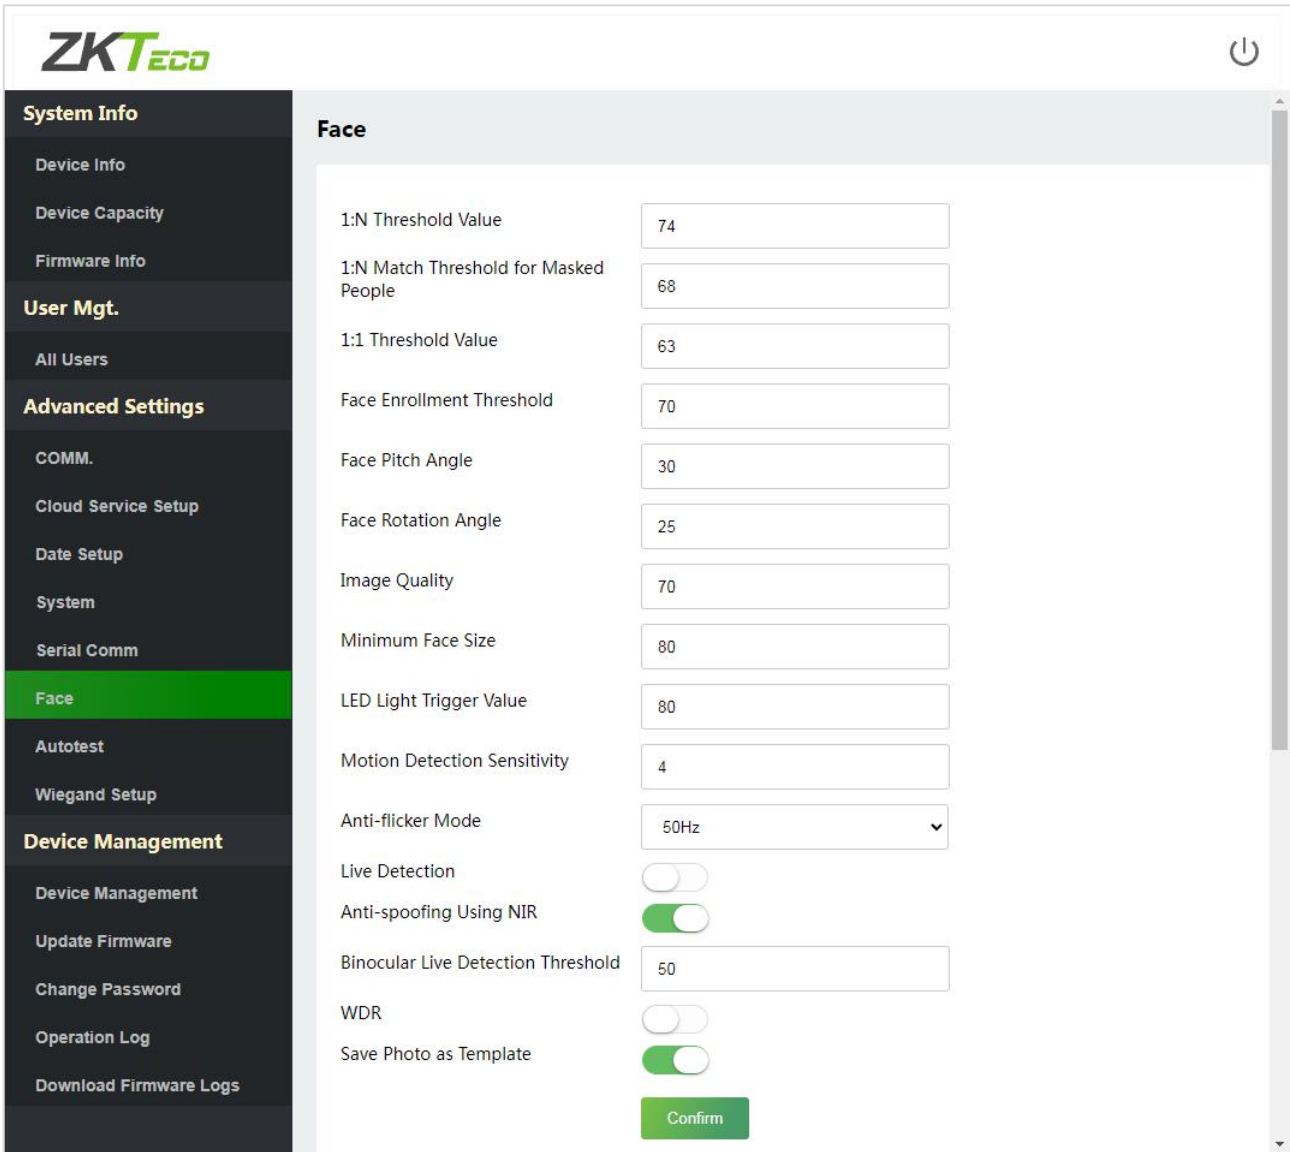 ZKTECO
System Info
Device Info
Device Capacity
Firmware Info
User Mgt.
All Users
Advanced Settings
COMM.
Cloud Service Setup
Date Setup
System
Serial Comm
Face
Autotest
Wiegand Setup
Device Management
Device Management
Update Firmware
Change Password
Operation Log
Download Firmware Logs
Face
1:N Threshold Value 74
1:N Match Threshold for Masked
People 68
1:1 Threshold Value 63
Face Enrollment Threshold 70
Face Pitch Angle 30
Face Rotation Angle 25
Image Quality 70
Minimum Face Size 80
LED Light Trigger Value 80
Motion Detection Sensitivity 4
Anti-flicker Mode 50Hz
Live Detection
Anti-spoofing Using NIR
Binocular Live Detection Threshold 50
WDR
Save Photo as Template
Confirm